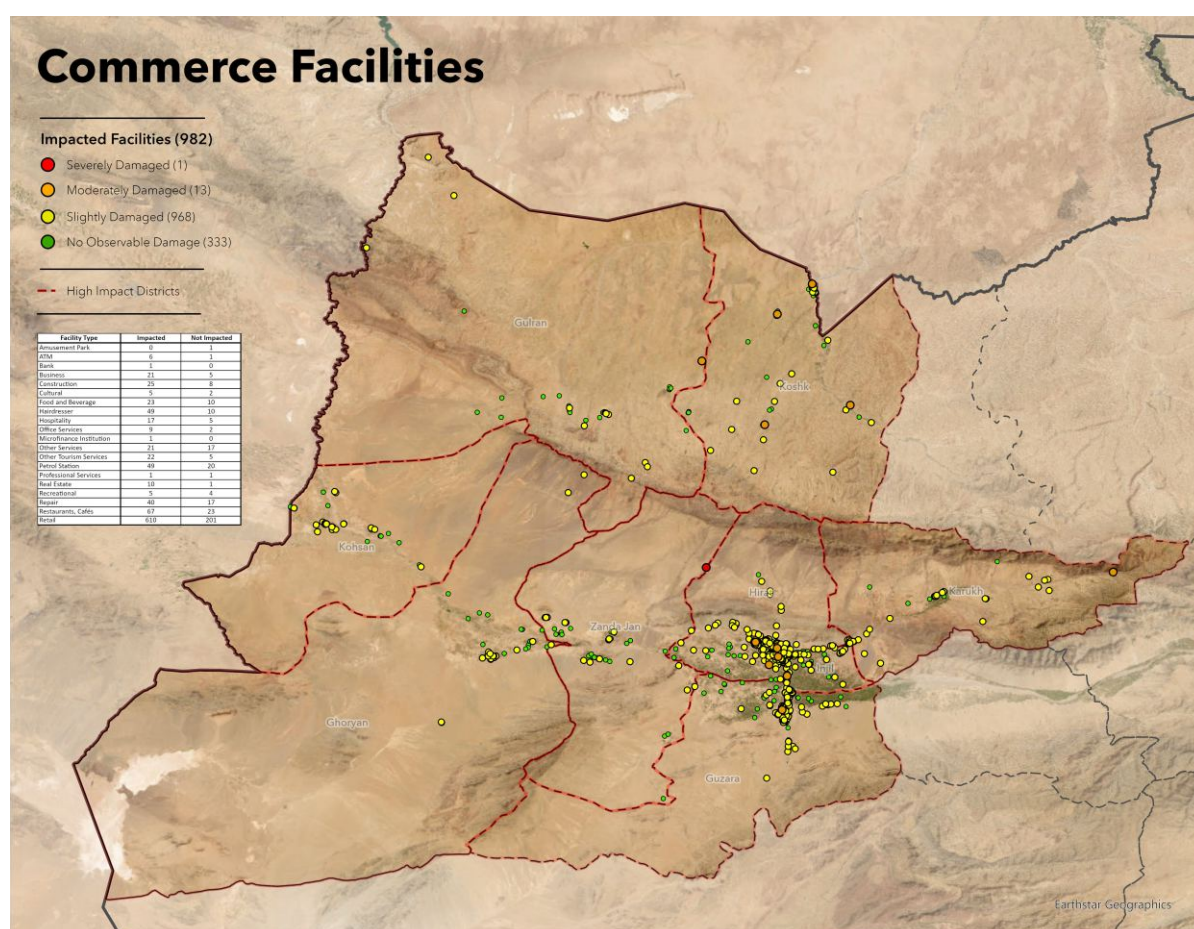 Commerce Facilities
Impacted Facilities (982)
Severely Damaged (1)
Moderately Damaged (13)
Slightly Damaged (968)
No Observable Damage (333)
High Impact Districts
Facility Type Impacted Not Impacted
Amusement Park 0 1
ATM 6 1
Bank 1 0
Business 21 5
Construction 25 8
Cultural 5 2
Food and Beverage 23 10
Hairdresser 49 10
Hospitality 17 5
Office Services 9 2
Microfinance Institution 1 0
Other Services 21 17
Other Tourism Services 22 5
Petrol Station 49 20
Professional Services 1 1
Real Estate 10 1
Recreational 5 4
Repair 40 17
Restaurants, Cafés 67 23
Retail 610 201
Gulran
Koshk
Kohsan
Hirat
Karukh
Zanda Jan
Ghoryan
Guzara
Earthstar Geographics